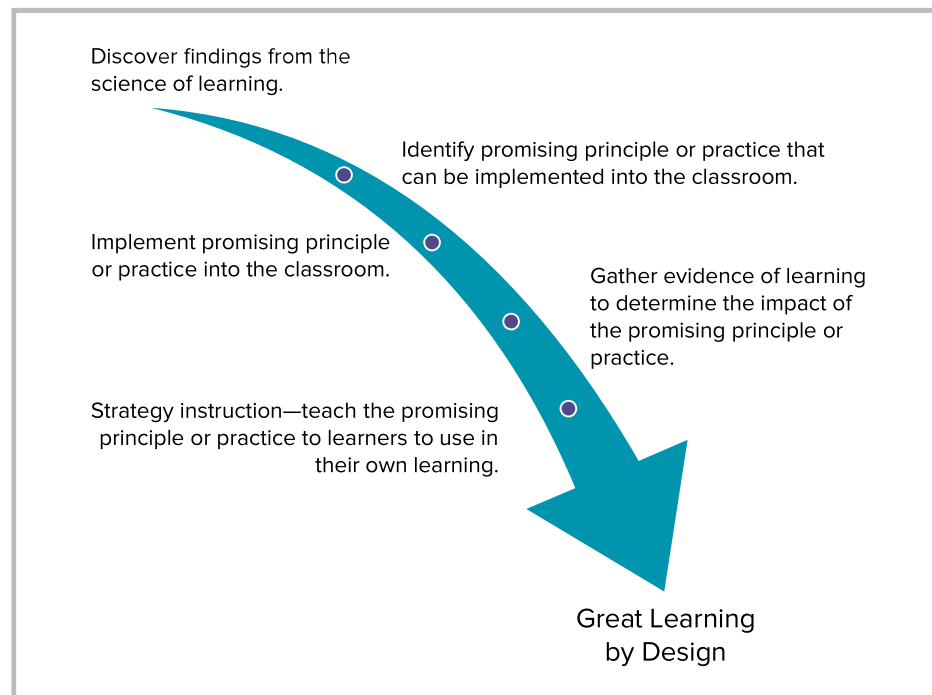 Discover findings from the
science of learning.
Identify promising principle or practice that
can be implemented into the classroom.
Implement promising principle
or practice into the classroom.
Gather evidence of learning
to determine the impact of
the promising principle or
practice.
Strategy instruction—teach the promising
principle or practice to learners to use in
their own learning.
Great Learning
by Design